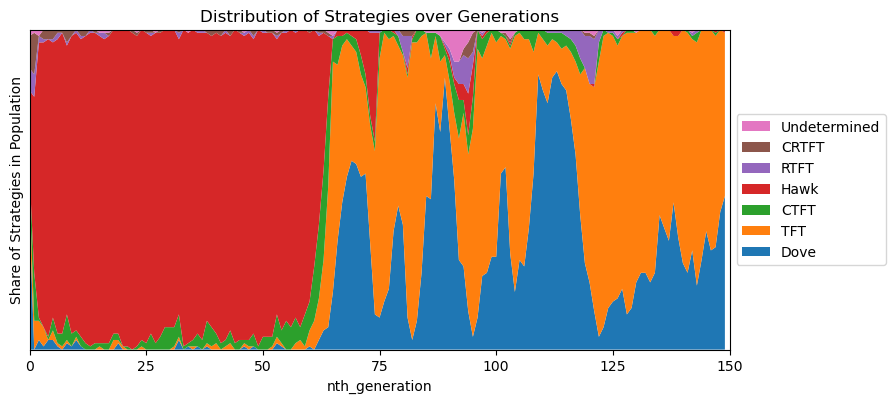 Distribution of Strategies over Generations
Share of Strategies in Population
0
25
50
75
100
125
150
nth_generation
Undetermined
CRTFT
RTFT
Hawk
CTFT
TFT
Dove